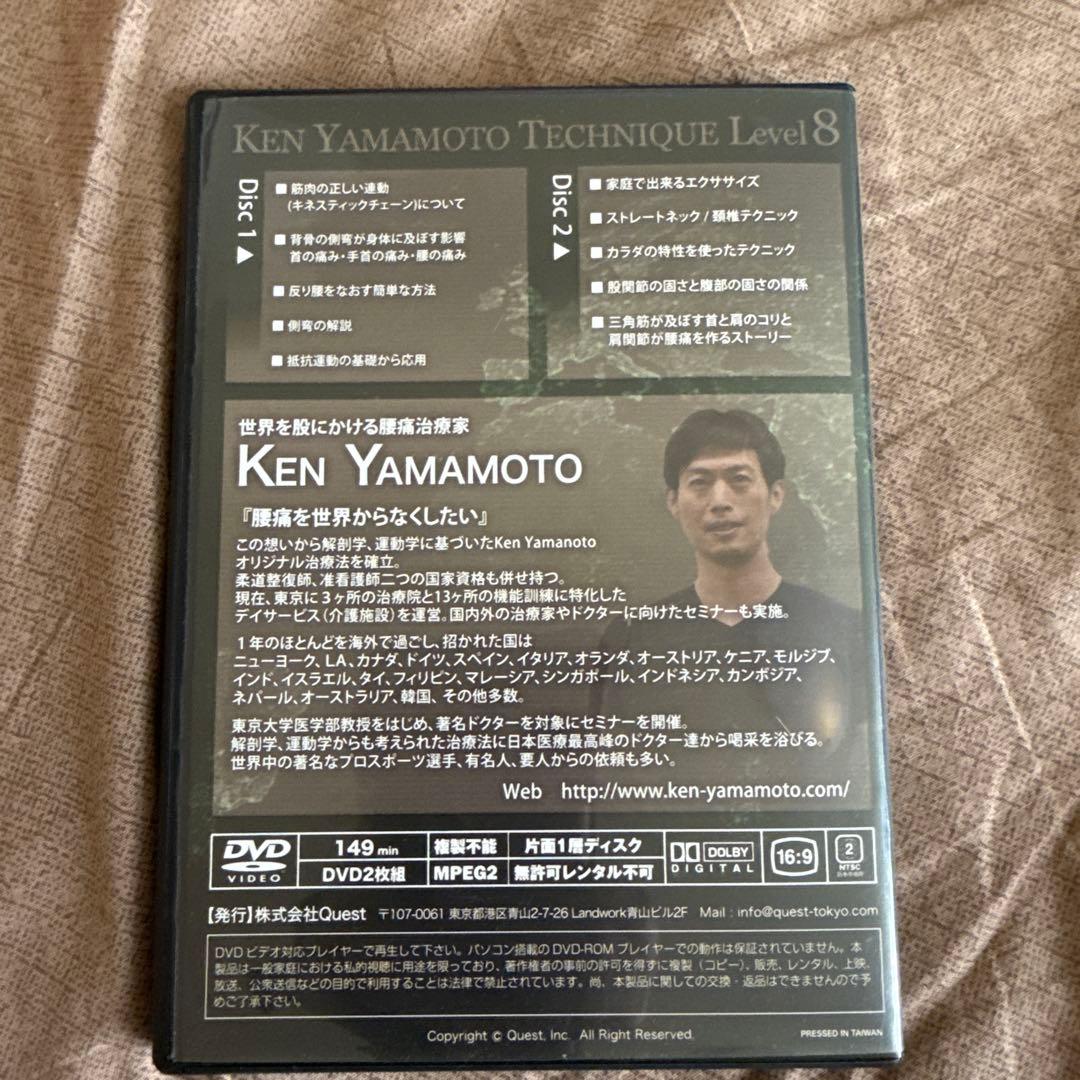 KEN YAMAMOTO TECHNIQUE Level 8
Disc 1 ▲
■ 筋肉の正しい連動
(キネスティックチェーン)について
■ 背骨の側弯が身体に及ぼす影響
首の痛み・手首の痛み・腰の痛み
■ 反り腰をなおす簡単な方法
■ 側弯の解説
■ 抵抗運動の基礎から応用
Disc 2 ▲
■ 家庭で出来るエクササイズ
■ ストレートネック / 頚椎テクニック
■ カラダの特性を使ったテクニック
■ 股関節の固さと腹部の固さの関係
■ 三角筋が及ぼす首と肩のコリと
肩関節が腰痛を作るストーリー
世界を股にかける腰痛治療家
KEN YAMAMOTO
『腰痛を世界からなくしたい』
この想いから解剖学、運動学に基づいたKen Yamanoto
オリジナル治療法を確立。
柔道整復師、准看護師二つの国家資格も併せ持つ。
現在、東京に３ヶ所の治療院と13ヶ所の機能訓練に特化した
デイサービス(介護施設)を運営。国内外の治療家やドクターに向けたセミナーも実施。
１年のほとんどを海外で過ごし、招かれた国は
ニューヨーク、LA、カナダ、ドイツ、スペイン、イタリア、オランダ、オーストリア、ケニア、モルジブ、
インド、イスラエル、タイ、フィリピン、マレーシア、シンガポール、インドネシア、カンボジア、
ネパール、オーストラリア、韓国、その他多数。
東京大学医学部教授をはじめ、著名ドクターを対象にセミナーを開催。
解剖学、運動学からも考えられた治療法に日本医療最高峰のドクター達から喝采を浴びる。
世界中の著名なプロスポーツ選手、有名人、要人からの依頼も多い。
Web http://www.ken-yamamoto.com/
DVD VIDEO
149 min
DVD2枚組
複製不能
MPEG2
片面1層ディスク
無許可レンタル不可
DOLBY DIGITAL
16:9
2
NTSC
日本市場向
【発行】株式会社Quest 〒107-0061 東京都港区青山2-7-26 Landwork青山ビル2F Mail : info@quest-tokyo.com
DVD ビデオ対応プレイヤーで再生して下さい。パソコン搭載の DVD-ROM プレイヤーでの動作は保証されていません。本
製品は一般家庭における私的視聴に用途を限っており、著作権者の事前の許可を得ずに複製（コピー）、販売、レンタル、上映、
放送、公衆送信などの目的で利用することは法律で禁止されています。尚、本製品に関しての交換・返品はできませんので予
めご了承下さい。
Copyright © Quest, Inc. All Right Reserved.
PRESSED IN TAIWAN